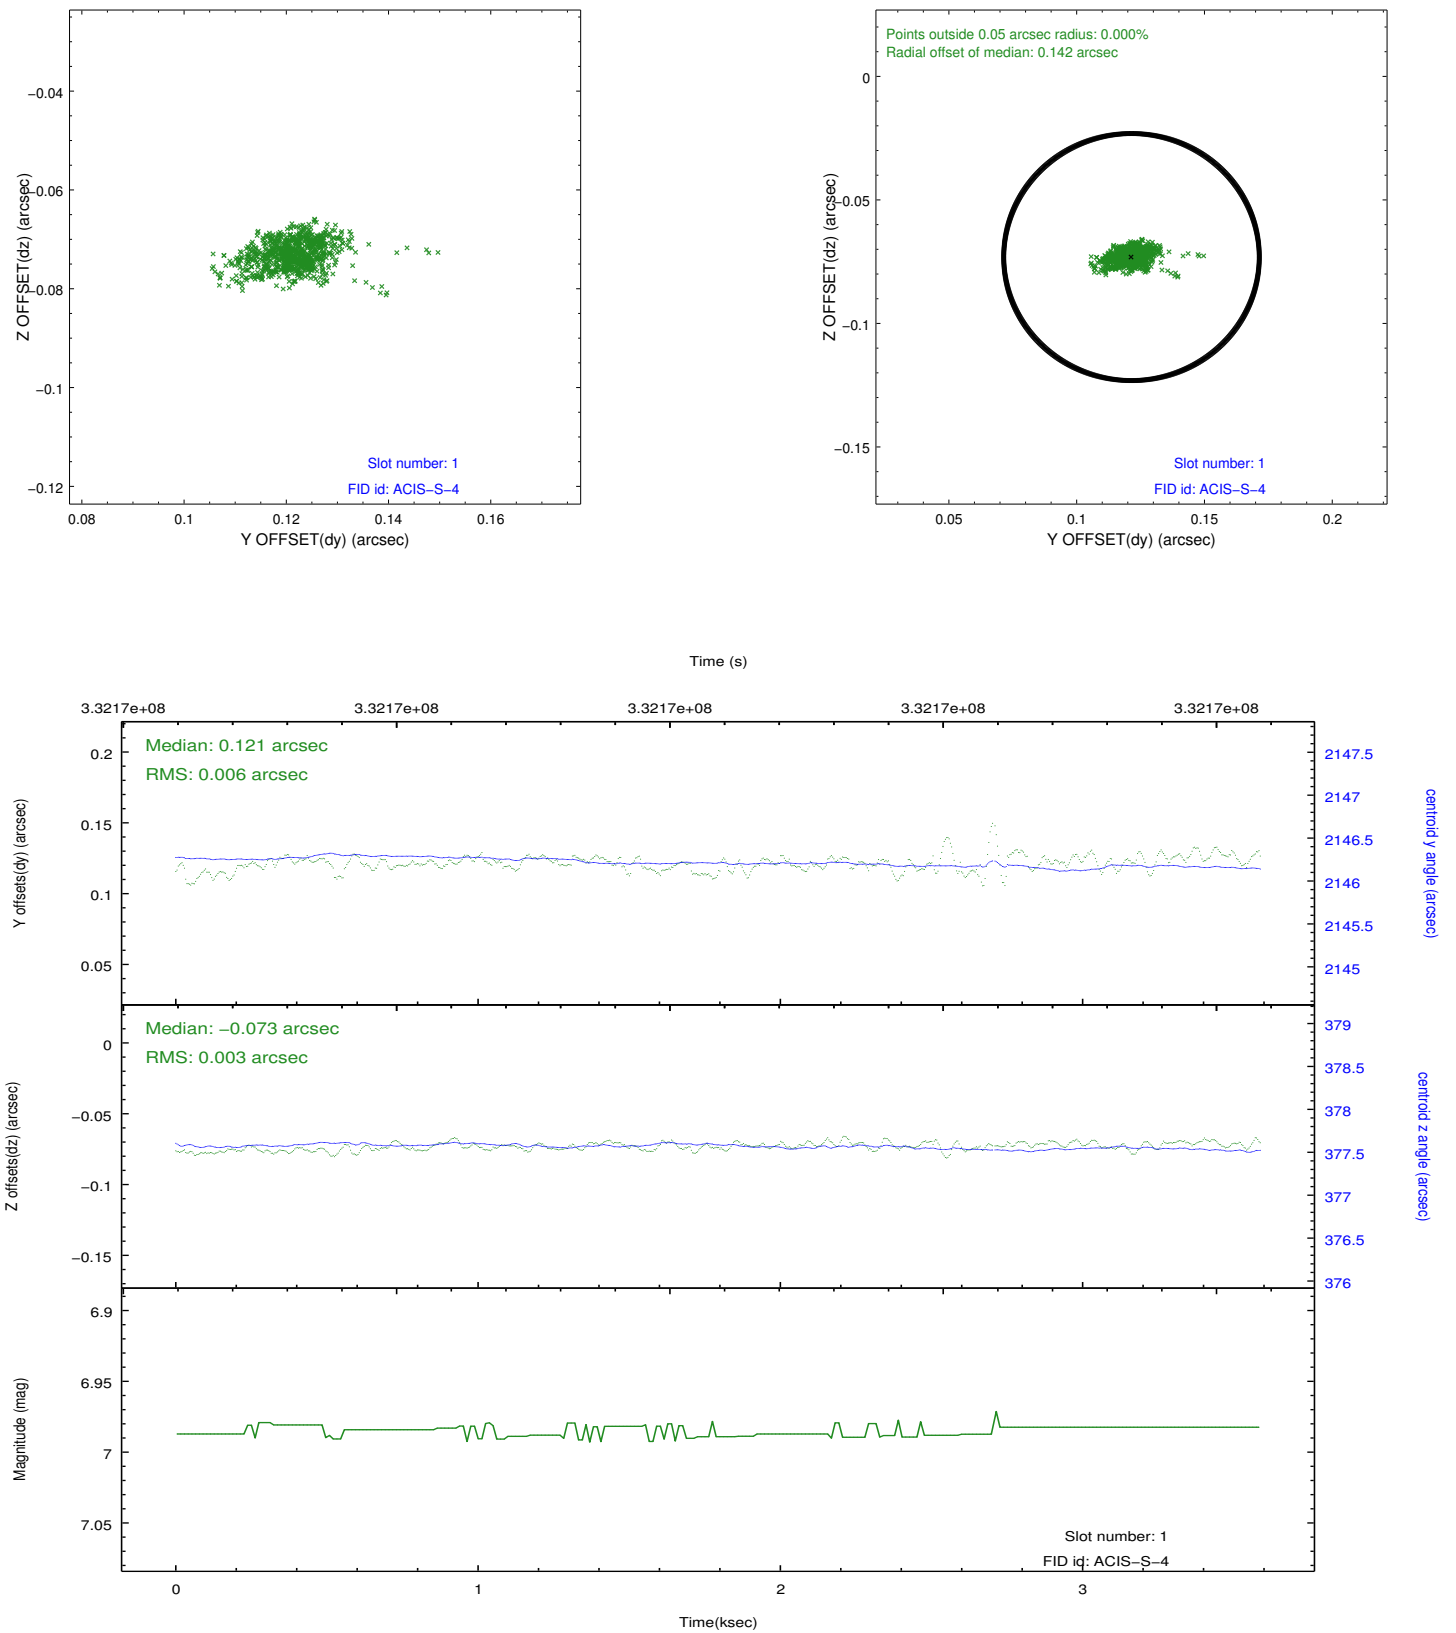 −0.04
−0.06
−0.08
−0.1
−0.12
Z OFFSET(dz) (arcsec)
Slot number: 1
FID id: ACIS−S−4
0.08 0.1 0.12 0.14 0.16
Y OFFSET(dy) (arcsec)
Points outside 0.05 arcsec radius: 0.000%
Radial offset of median: 0.142 arcsec
0
−0.05
−0.1
−0.15
Z OFFSET(dz) (arcsec)
Slot number: 1
FID id: ACIS−S−4
0.05 0.1 0.15 0.2
Y OFFSET(dy) (arcsec)
Time (s)
3.3217e+08 3.3217e+08 3.3217e+08 3.3217e+08 3.3217e+08
Median: 0.121 arcsec
RMS: 0.006 arcsec
0.2
0.15
0.1
0.05
Y offsets(dy) (arcsec)
2147.5
2147
2146.5
2146
2145.5
2145
centroid y angle (arcsec)
Median: −0.073 arcsec
RMS: 0.003 arcsec
0
−0.05
−0.1
−0.15
Z offsets(dz) (arcsec)
379
378.5
378
377.5
377
376.5
376
centroid z angle (arcsec)
6.9
6.95
7
7.05
Magnitude (mag)
Slot number: 1
FID id: ACIS−S−4
0 1 2 3
Time(ksec)